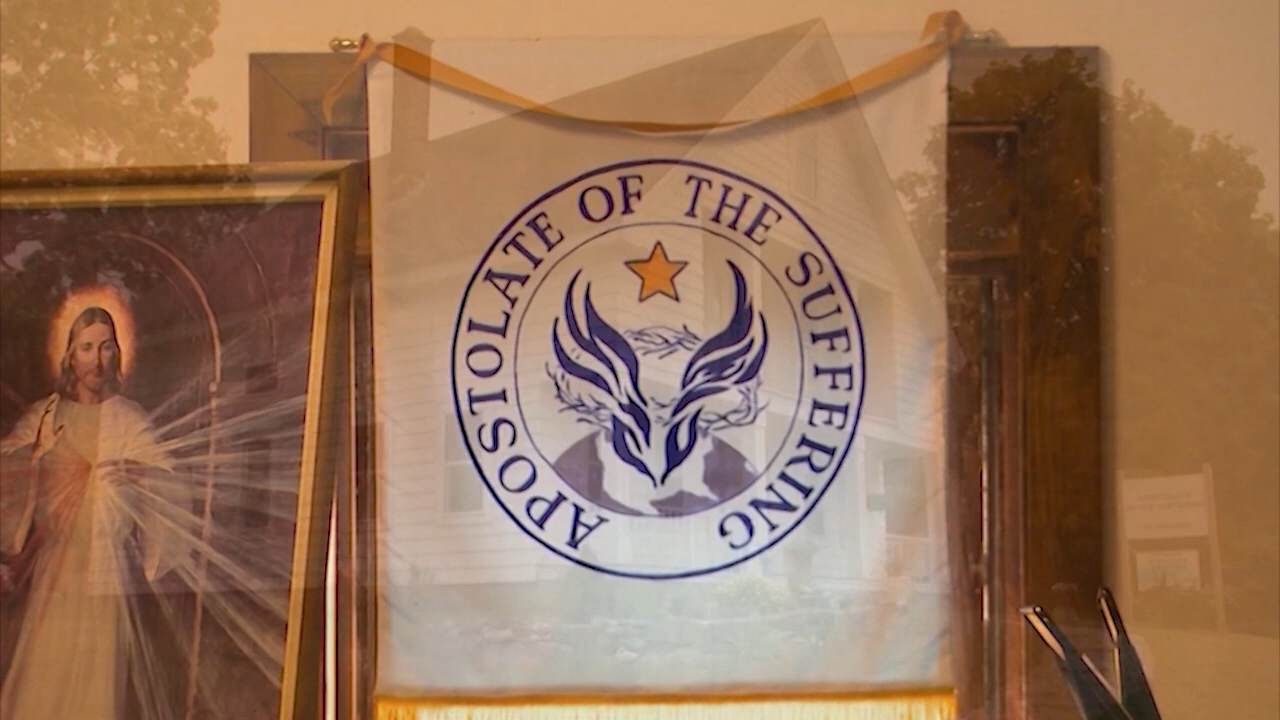 APOSTOLATE OF THE SUFFERING